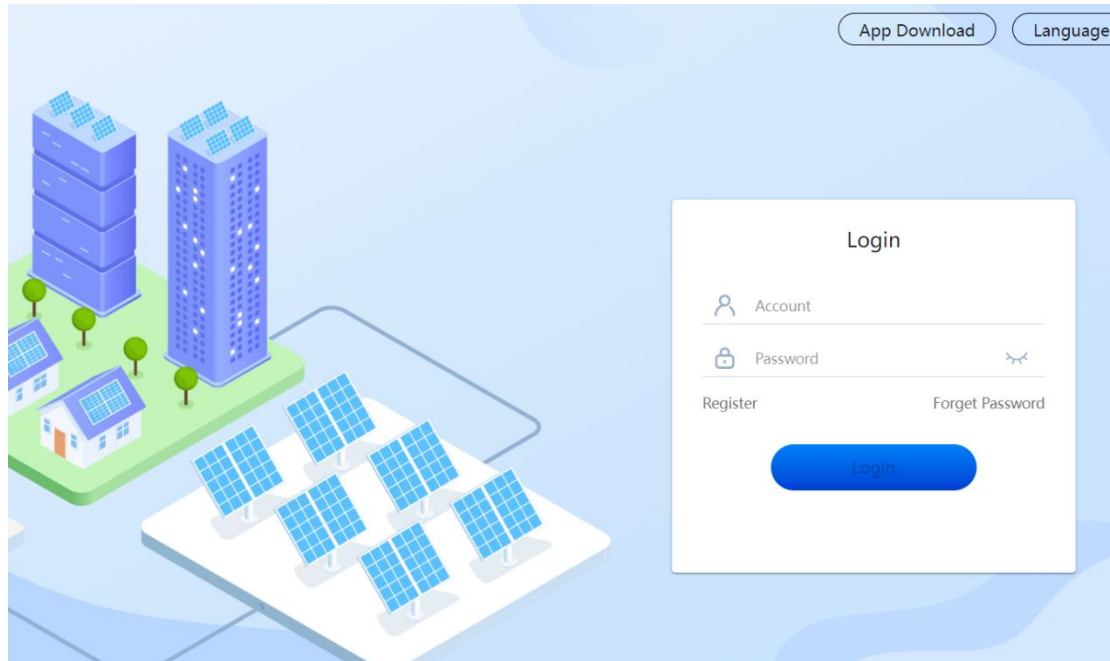 App Download
Language
Login
Account
Password
Register
Forget Password
Login